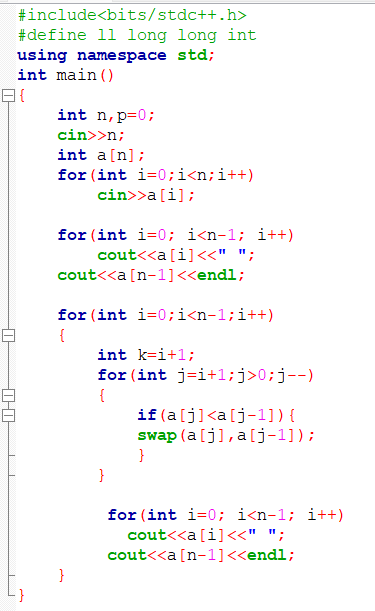 #include<bits/stdc++.h>
#define ll long long int
using namespace std;
int main()
{
    int n,p=0;
    cin>>n;
    int a[n];
    for(int i=0;i<n;i++)
        cin>>a[i];

    for(int i=0; i<n-1; i++)
        cout<<a[i]<<" ";
    cout<<a[n-1]<<endl;

    for(int i=0;i<n-1;i++)
    {
        int k=i+1;
        for(int j=i+1;j>0;j--)
        {
            if(a[j]<a[j-1]){
            swap(a[j],a[j-1]);
            }
        }

         for(int i=0; i<n-1; i++)
           cout<<a[i]<<" ";
         cout<<a[n-1]<<endl;
    }
}